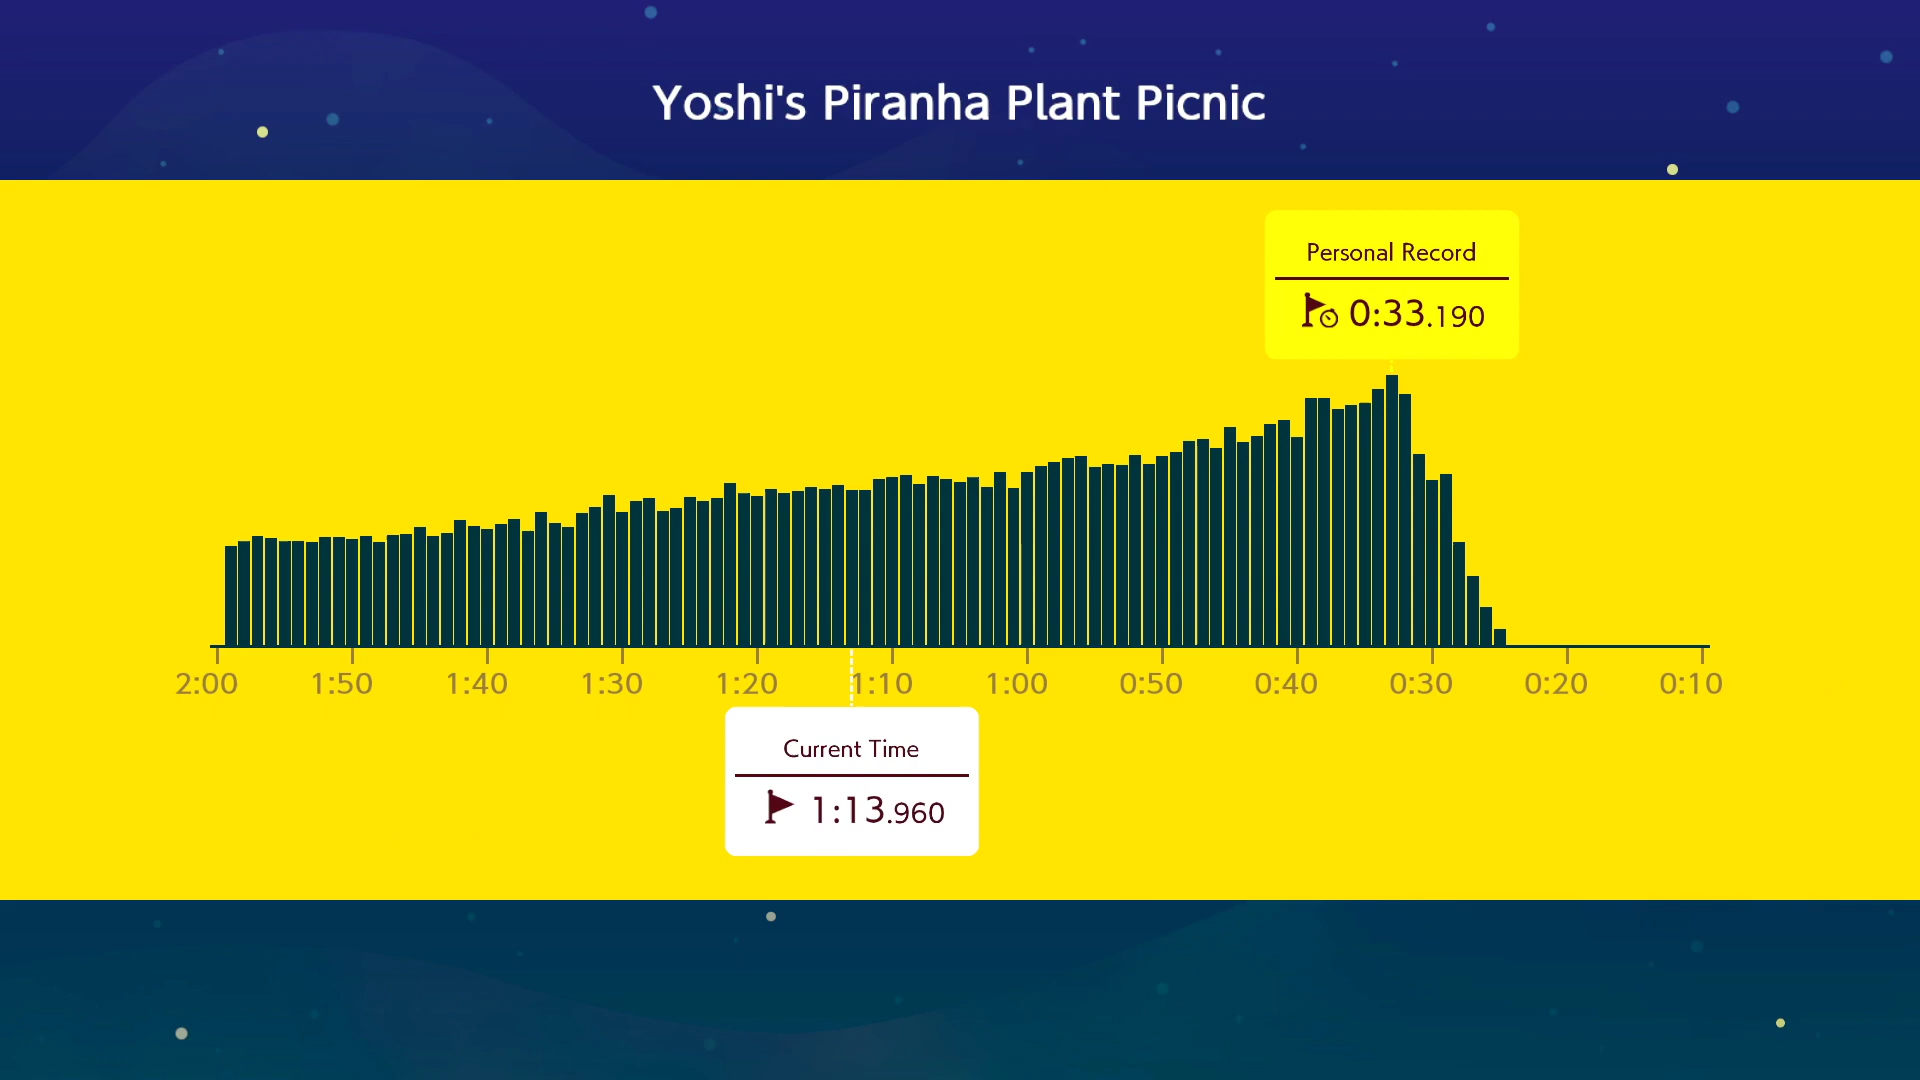 Yoshi's Piranha Plant Picnic
Personal Record
0:33.190
2:00 1:50 1:40 1:30 1:20 1:10 1:00 0:50 0:40 0:30 0:20 0:10
Current Time
1:13.960